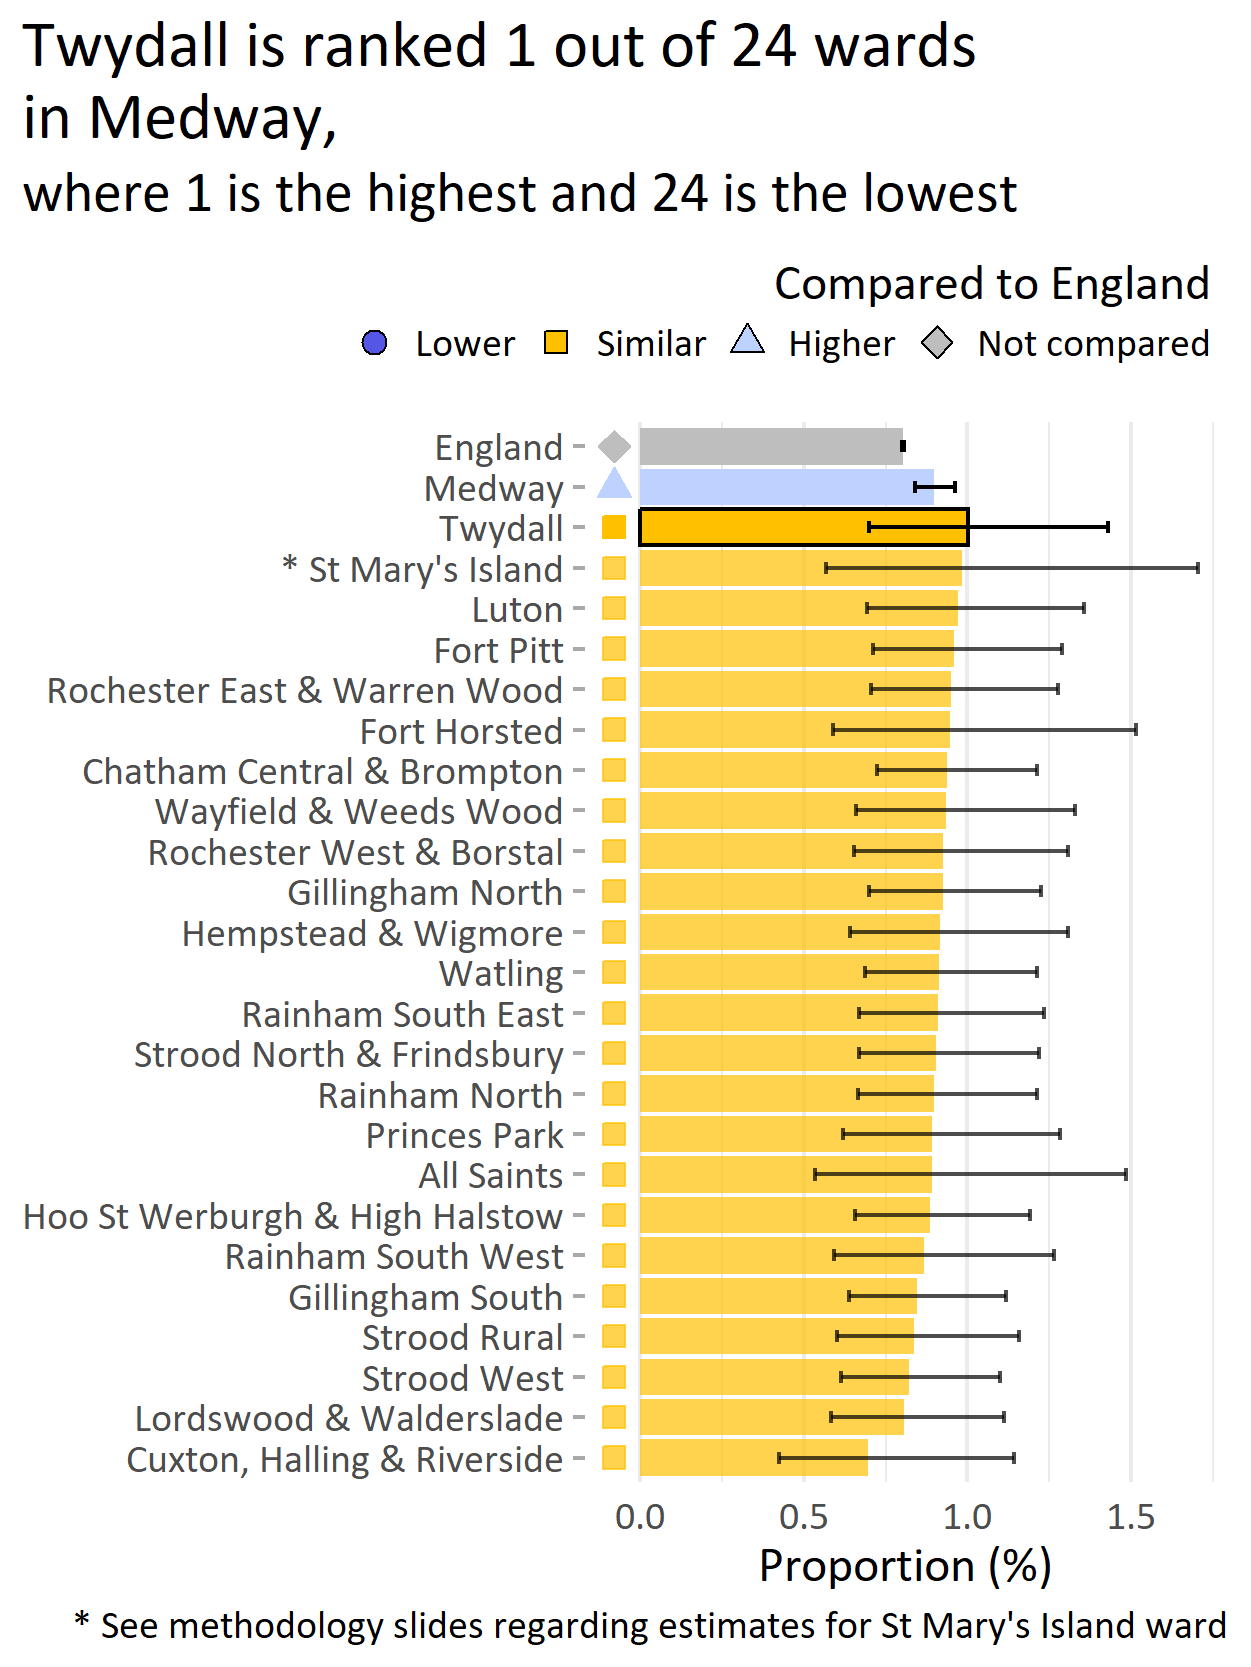 Twydall is ranked 1 out of 24 wards
in Medway,
where 1 is the highest and 24 is the lowest
Compared to England
Lower Similar Higher Not compared
England
Medway
Twydall
* St Mary's Island
Luton
Fort Pitt
Rochester East & Warren Wood
Fort Horsted
Chatham Central & Brompton
Wayfield & Weeds Wood
Rochester West & Borstal
Gillingham North
Hempstead & Wigmore
Watling
Rainham South East
Strood North & Frindsbury
Rainham North
Princes Park
All Saints
Hoo St Werburgh & High Halstow
Rainham South West
Gillingham South
Strood Rural
Strood West
Lordswood & Walderslade
Cuxton, Halling & Riverside
0.0 0.5 1.0 1.5
Proportion (%)
* See methodology slides regarding estimates for St Mary's Island ward